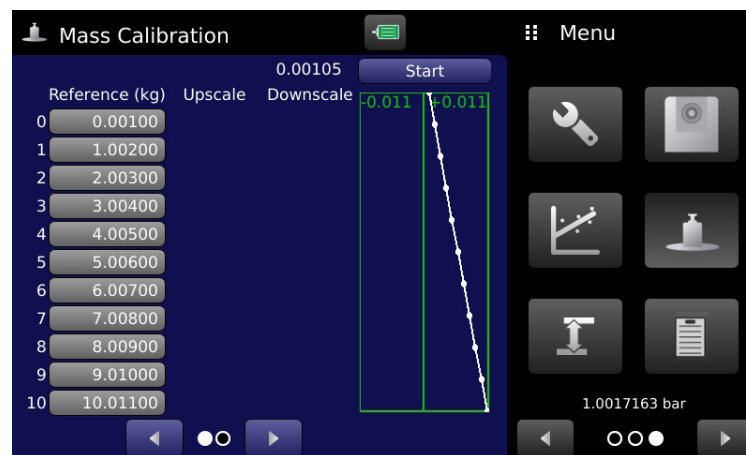 Mass Calibration
Menu
0.00105
Start
Reference (kg) Upscale Downscale
-0.011 +0.011
0 0.00100
1 1.00200
2 2.00300
3 3.00400
4 4.00500
5 5.00600
6 6.00700
7 7.00800
8 8.00900
9 9.01000
10 10.01100
1.0017163 bar